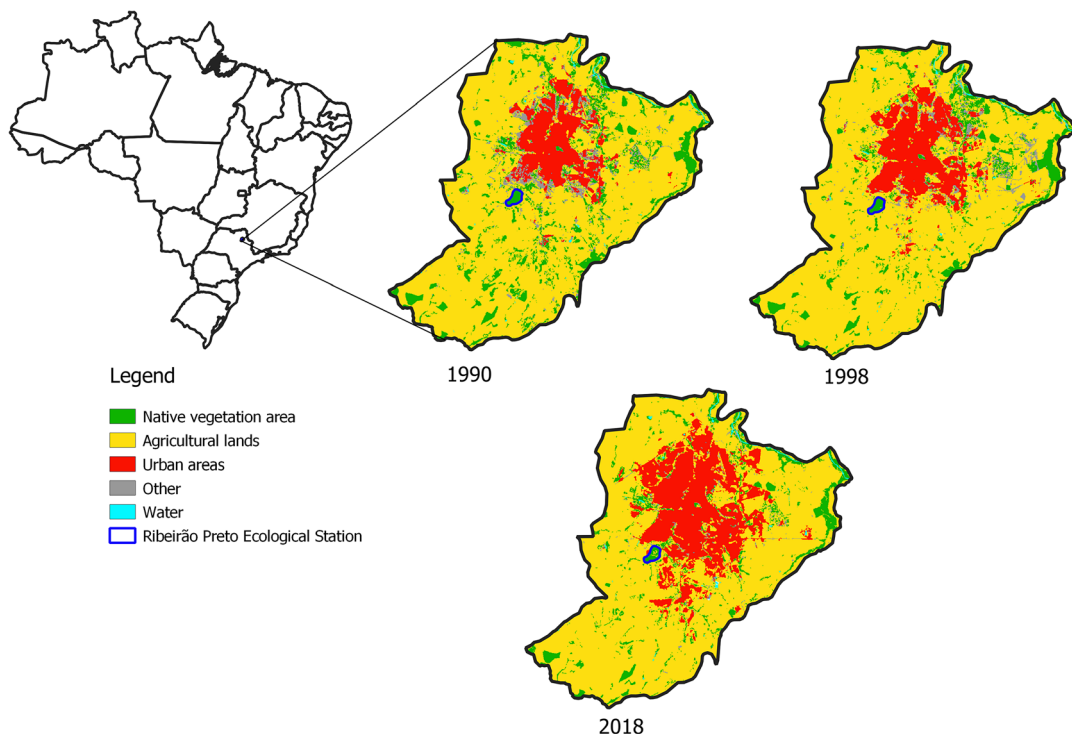 1990
1998
Legend
Native vegetation area
Agricultural lands
Urban areas
Other
Water
Ribeirão Preto Ecological Station
2018